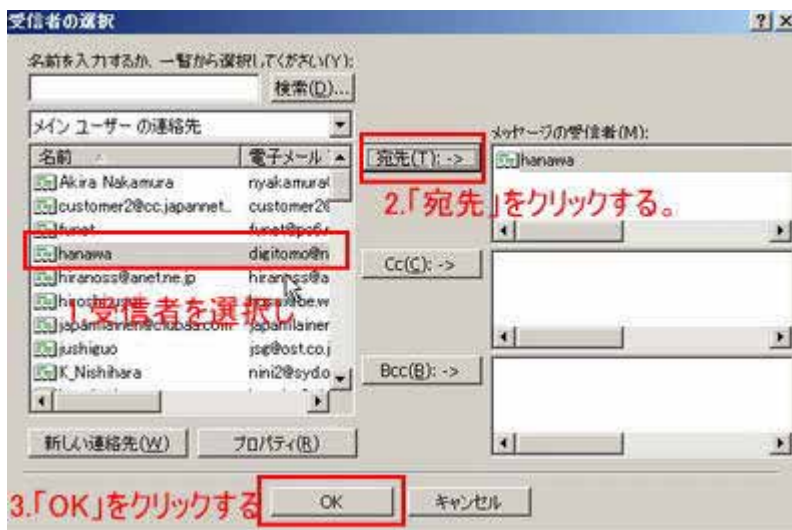 受信者の選択
名前を入力するか、一覧から選択してください(Y):
検索(D)...
メイン ユーザー の連絡先
メッセージの受信者(M):
名前 電子メール
宛先(T): ->
hanawa
Akira Nakamura
customer2@cc.japannet. customer2
2.「宛先」をクリックする。
hanawa digitomo@n
Cc(C): ->
hiranoss@anet.ne.jp hiranoss@a
1.受信者を選択し
jushiguo jsg@ost.co.j
K_Nishihara nini2@syd.o
Bcc(B): ->
新しい連絡先(W) プロパティ(R)
3.「OK」をクリックする
OK キャンセル